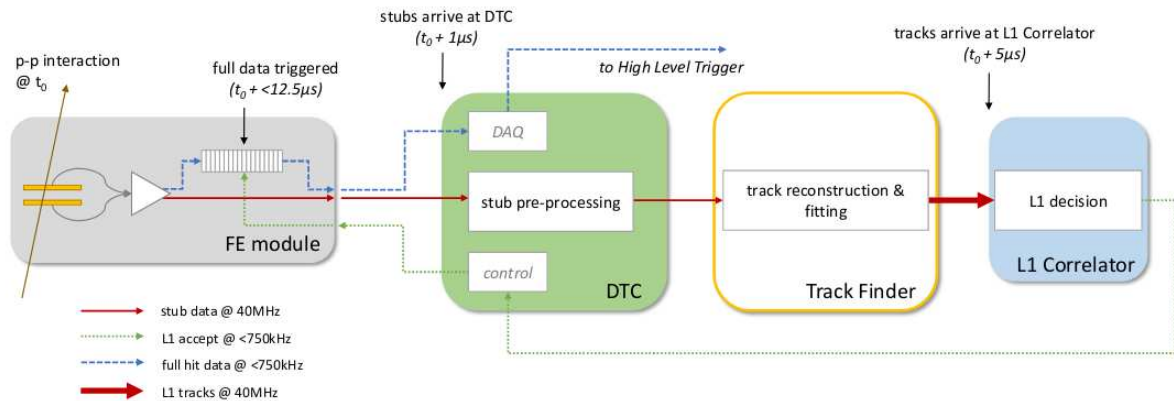 stubs arrive at DTC
(t0 + 1μs)
tracks arrive at L1 Correlator
(t0 + 5μs)
p-p interaction
@ t0
full data triggered
(t0 + <12.5μs)
to High Level Trigger
DAQ
stub pre-processing
track reconstruction &
fitting
L1 decision
FE module
control
DTC
Track Finder
L1 Correlator
stub data @ 40MHz
L1 accept @ <750kHz
full hit data @ <750kHz
L1 tracks @ 40MHz